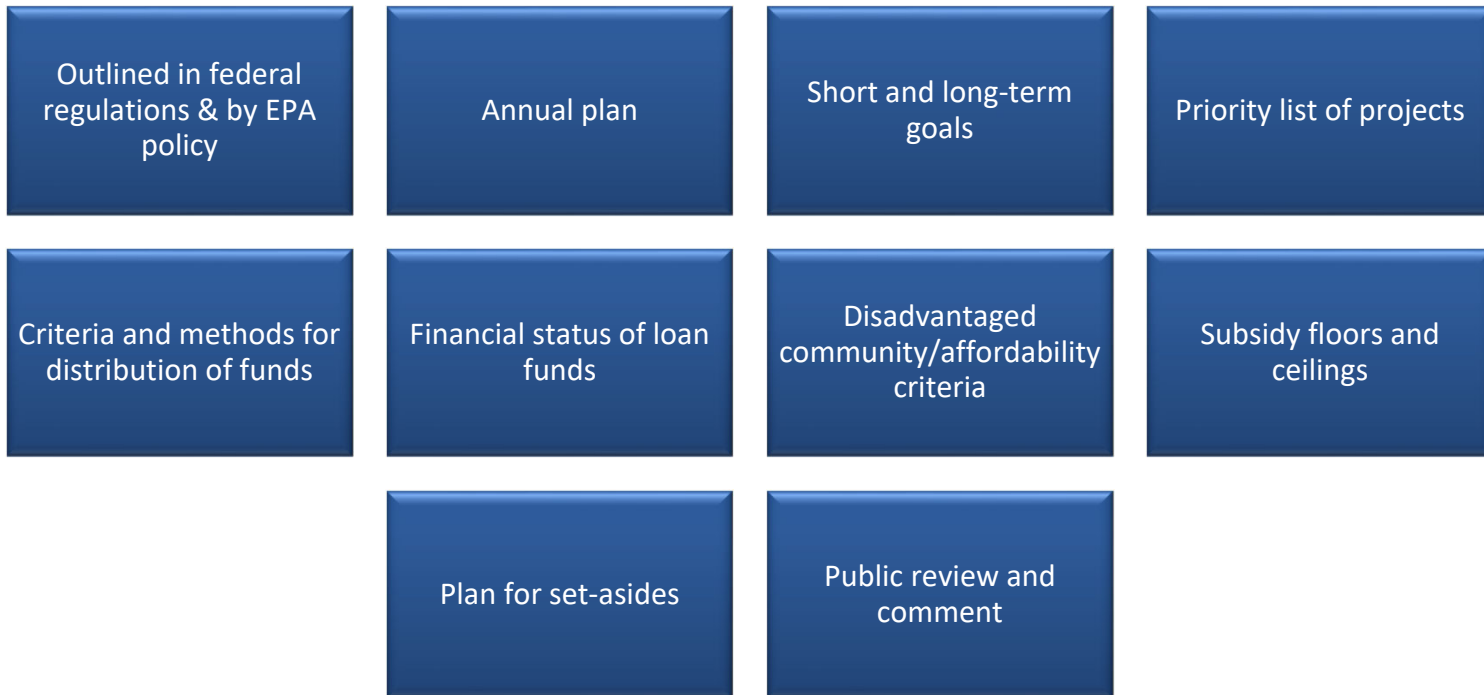 Outlined in federal
regulations & by EPA
policy
Annual plan
Short and long-term
goals
Priority list of projects
Criteria and methods for
distribution of funds
Financial status of loan
funds
Disadvantaged
community/affordability
criteria
Subsidy floors and
ceilings
Plan for set-asides
Public review and
comment